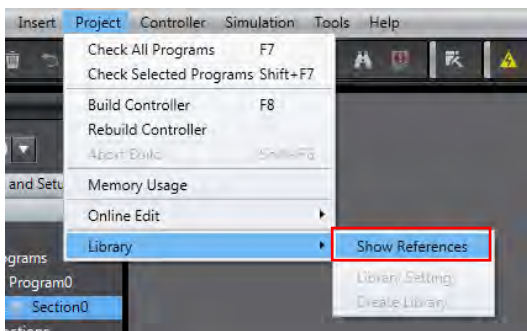 Insert Project Controller Simulation Tools Help
Check All Programs F7
Check Selected Programs Shift+F7
Build Controller F8
Rebuild Controller
Abort Build Shift+F8
Memory Usage
Online Edit
Library
Show References
Library Setting
Create Library
and Setu
ograms
Program0
Section0